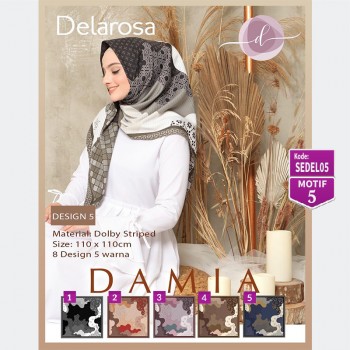 Delarosa
d
Kode:
SEDEL05
MOTIF
5
DESIGN 5
Material: Dolby Striped
Size: 110 x 110cm
8 Design 5 warna
DAMIA
1 2 3 4 5